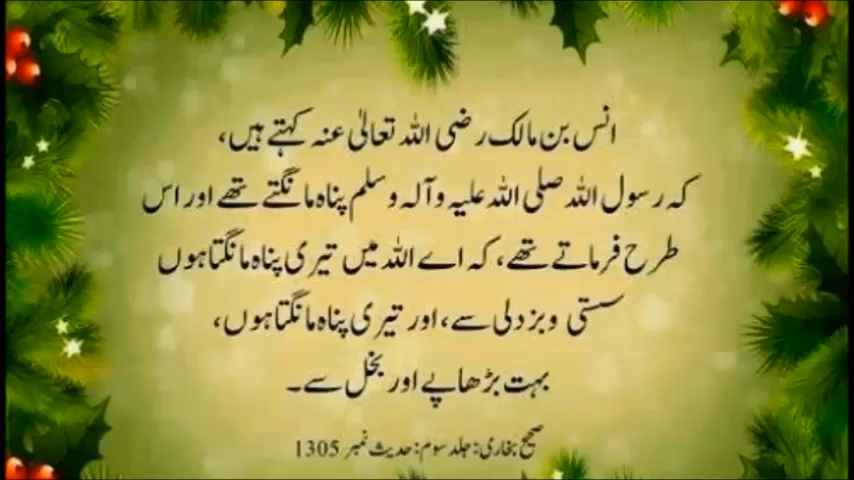 انس بن مالک رضی اللہ تعالیٰ عنہ کہتے ہیں،
کہ رسول اللہ صلی اللہ علیہ وآلہ وسلم پناہ مانگتے تھے اور اس
طرح فرماتے تھے، کہ اے اللہ میں تیری پناہ مانگتا ہوں
سستی وبزدلی سے، اور تیری پناہ مانگتا ہوں،
بہت بڑھاپے اور بخل سے۔
صحیح بخاری: جلد سوم: حدیث نمبر 1305